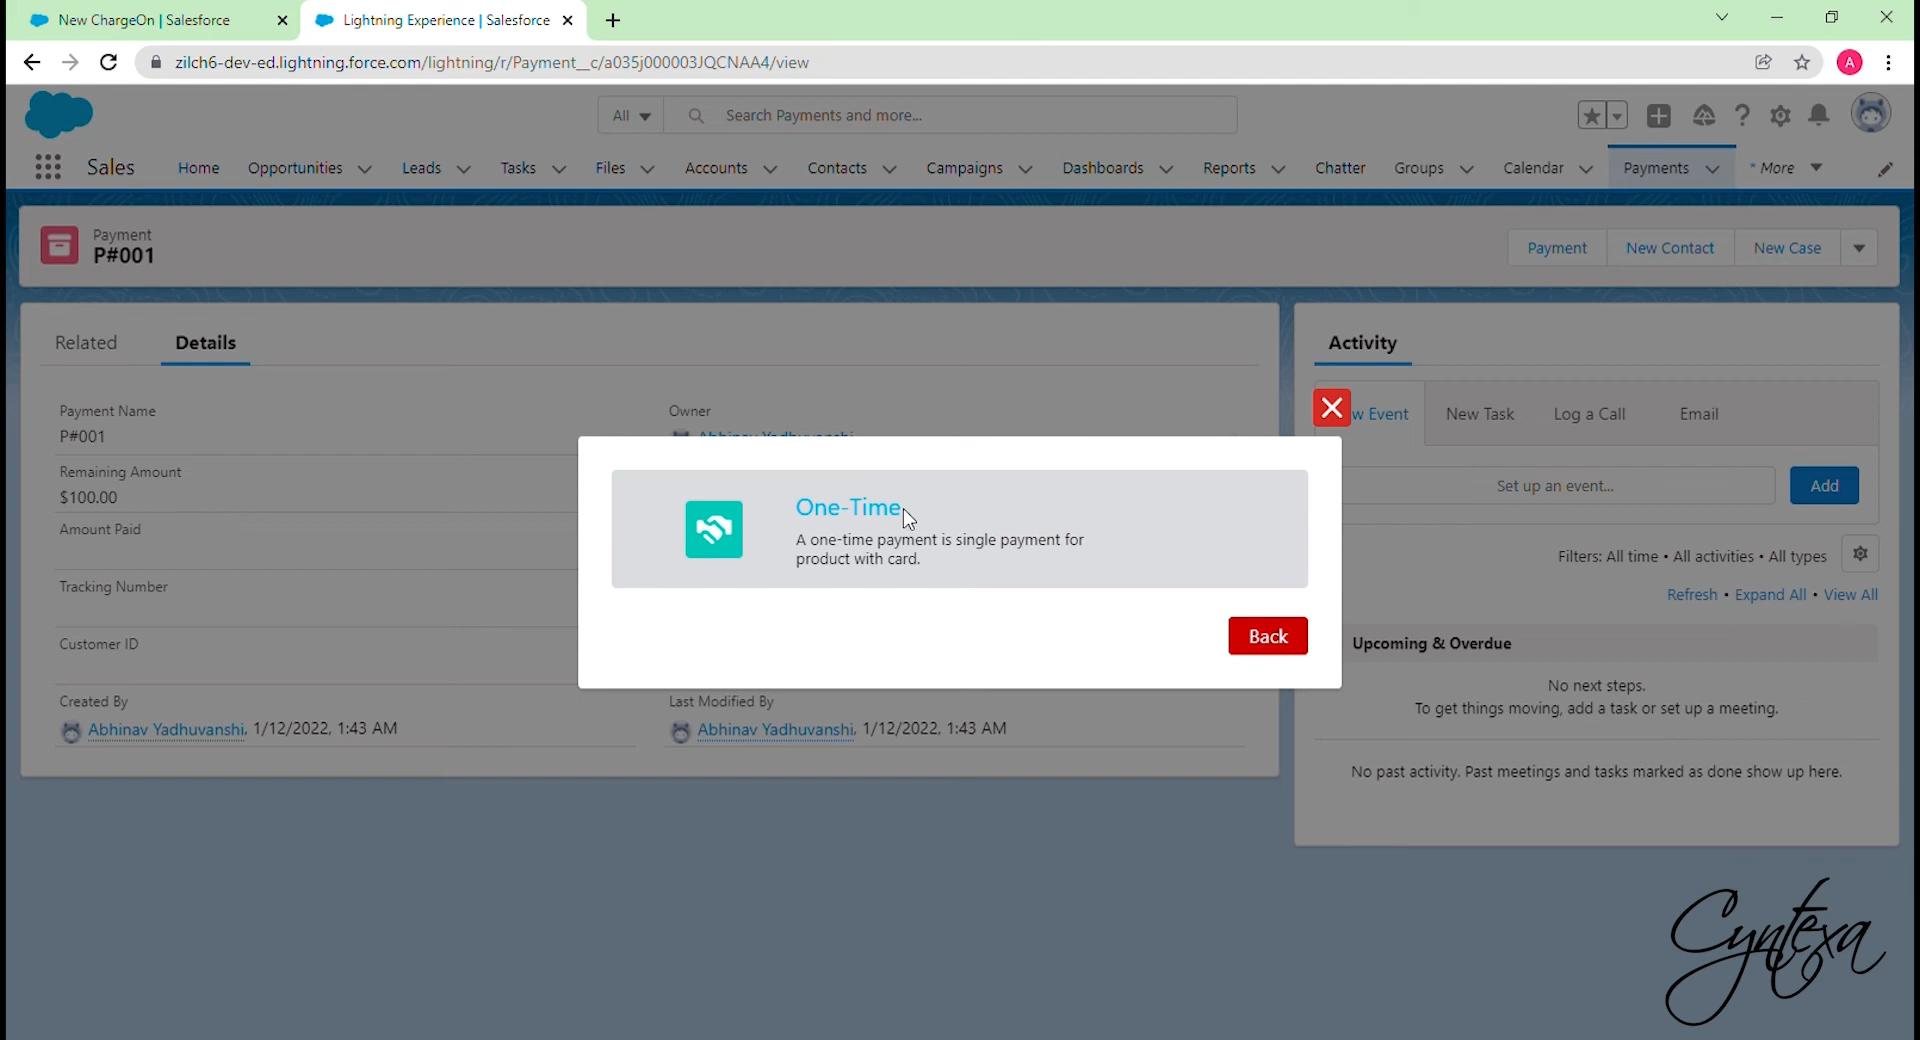 New ChargeOn | Salesforce
Lightning Experience | Salesforce
zilch6-dev-ed.lightning.force.com/lightning/r/Payment__c/a035j000003JQCNAA4/view
A
All
Search Payments and more...
Sales
Home
Opportunities
Leads
Tasks
Files
Accounts
Contacts
Campaigns
Dashboards
Reports
Chatter
Groups
Calendar
Payments
* More
Payment
P#001
Payment
New Contact
New Case
Related
Details
Payment Name
P#001
Owner
Abhinav Yadhuvanshi
Remaining Amount
$100.00
Amount Paid
Tracking Number
Customer ID
Created By
Abhinav Yadhuvanshi, 1/12/2022, 1:43 AM
Last Modified By
Abhinav Yadhuvanshi, 1/12/2022, 1:43 AM
One-Time
A one-time payment is single payment for
product with card.
Back
Activity
w Event
New Task
Log a Call
Email
Set up an event...
Add
Filters: All time • All activities • All types
Refresh • Expand All • View All
Upcoming & Overdue
No next steps.
To get things moving, add a task or set up a meeting.
No past activity. Past meetings and tasks marked as done show up here.
Cyntexa